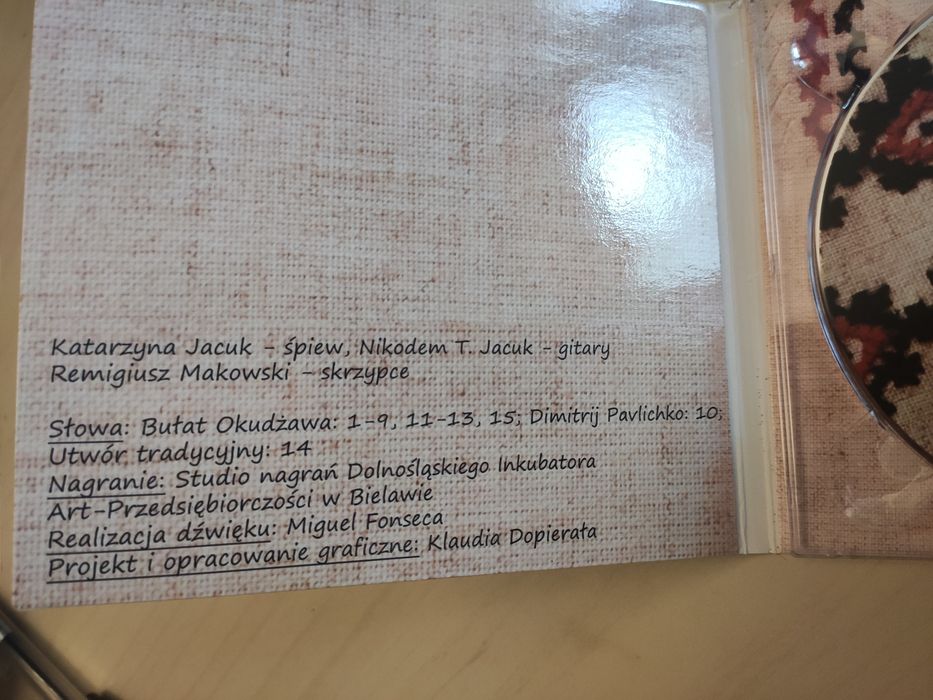 Katarzyna Jacuk - śpiew, Nikodem T. Jacuk - gitary
Remigiusz Makowski - skrzypce
Słowa: Bułat Okudżawa: 1-9, 11-13, 15; Dimitrij Pavlichko: 10;
Utwór tradycyjny: 14
Nagranie: Studio nagrań Dolnośląskiego Inkubatora
Art-Przedsiębiorczości w Bielawie
Realizacja dźwięku: Miguel Fonseca
Projekt i opracowanie graficzne: Klaudia Dopierała